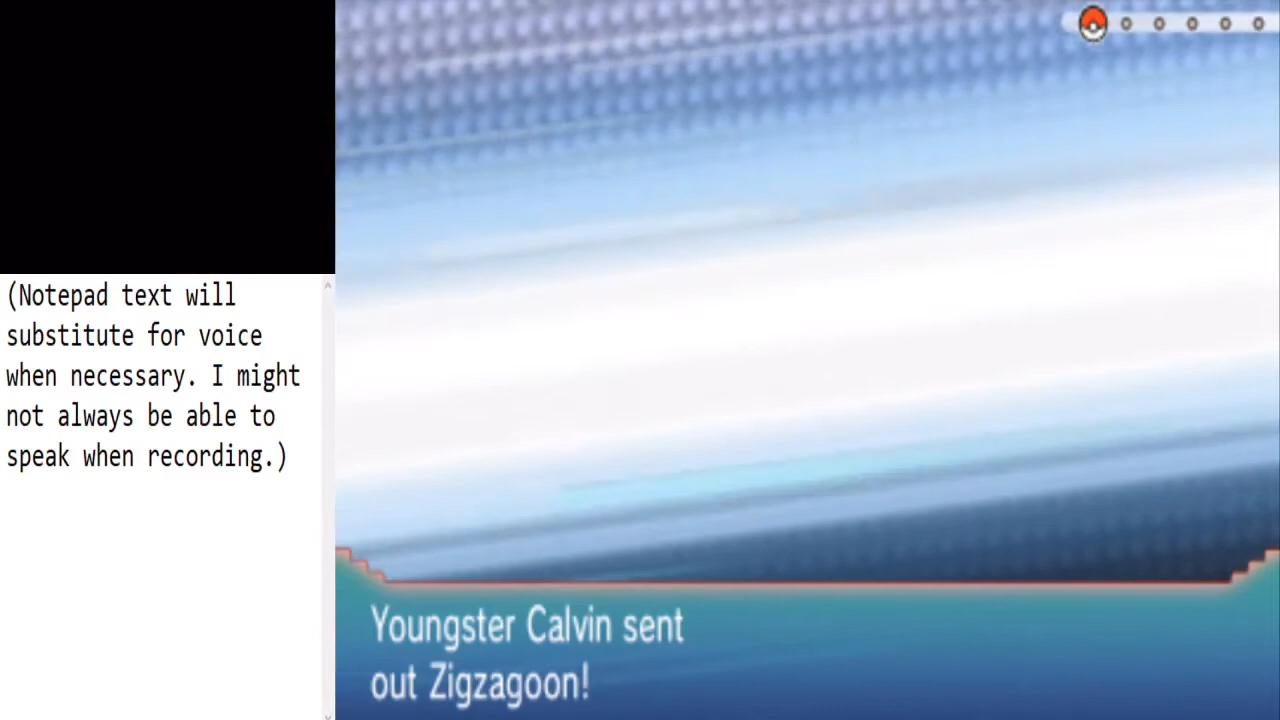 (Notepad text will
substitute for voice
when necessary. I might
not always be able to
speak when recording.)
Youngster Calvin sent
out Zigzagoon!